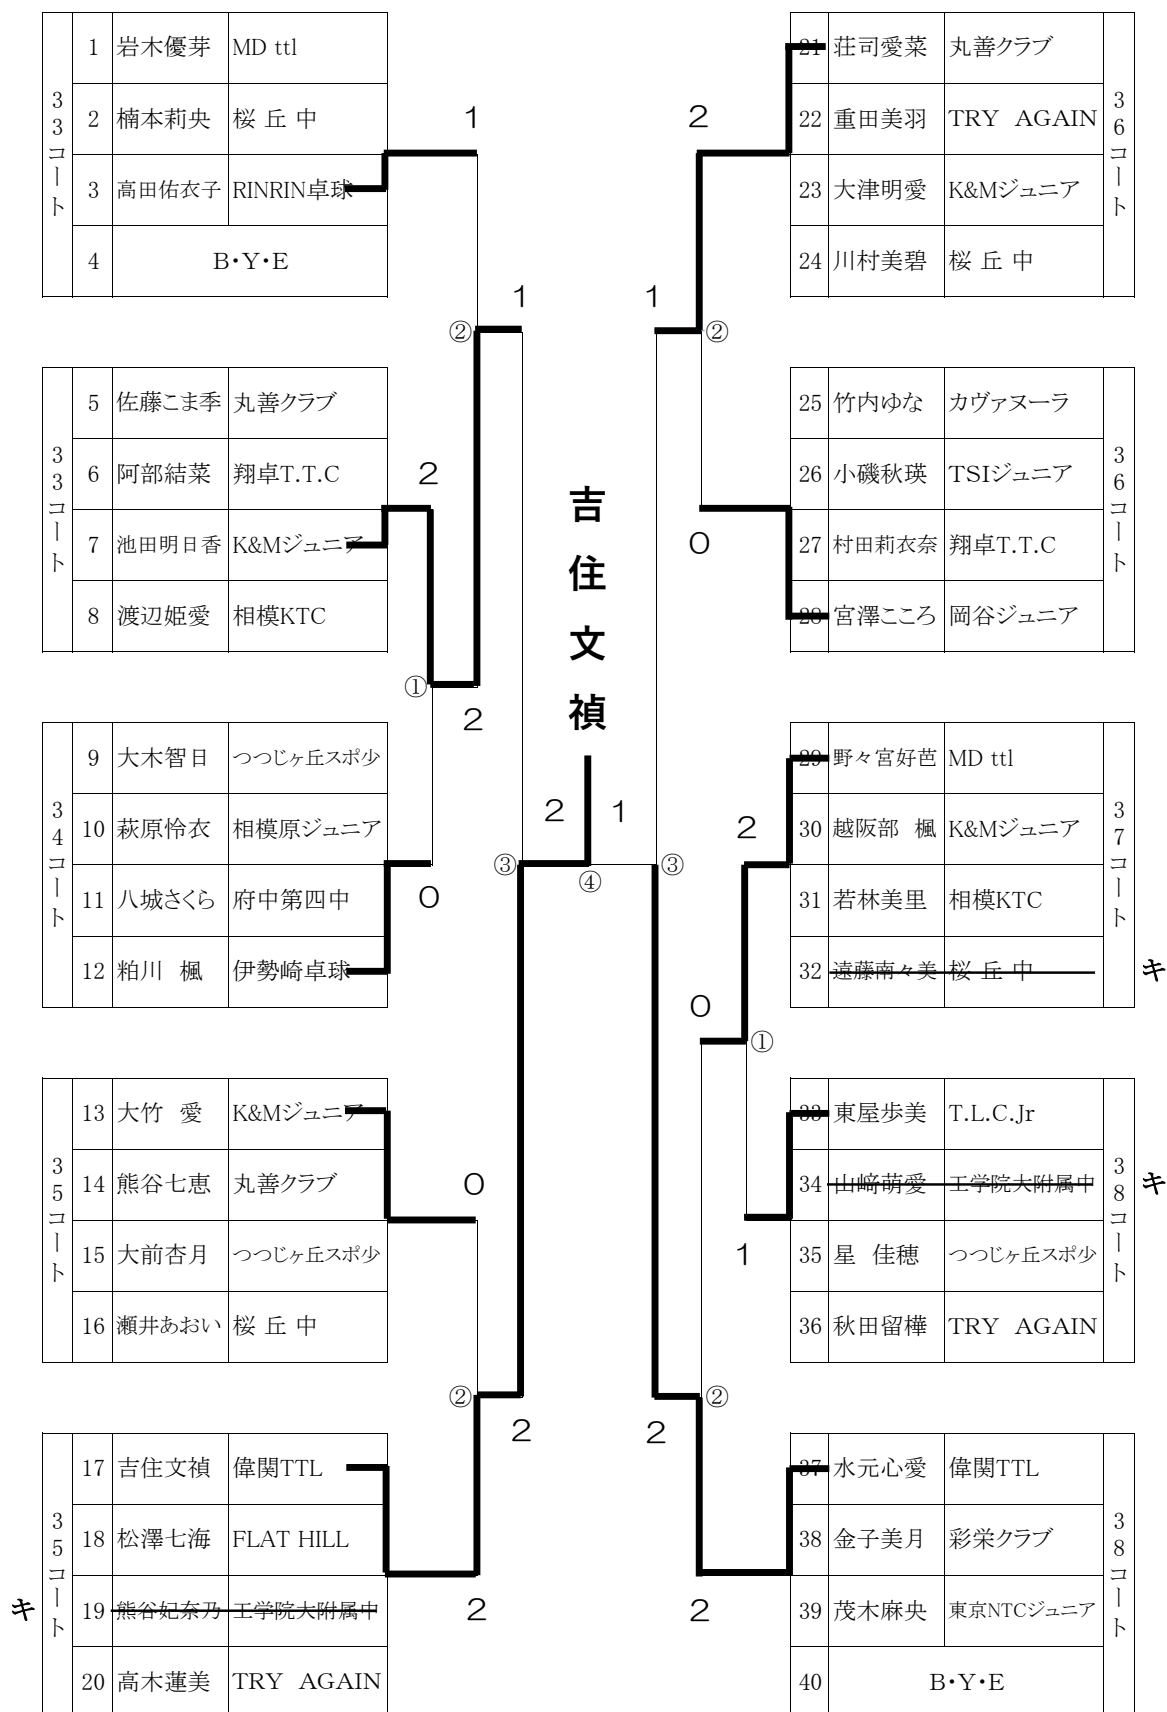 33コート
1 岩木優芽 MD ttl
2 楠本莉央 桜 丘 中
3 高田佑衣子 RINRIN卓球
4 B・Y・E
33コート
5 佐藤こま季 丸善クラブ
6 阿部結菜 翔卓T.T.C
7 池田明日香 K&Mジュニア
8 渡辺姫愛 相模KTC
34コート
9 大木智日 つつじヶ丘スポ少
10 萩原怜衣 相模原ジュニア
11 八城さくら 府中第四中
12 粕川 楓 伊勢崎卓球
35コート
13 大竹 愛 K&Mジュニア
14 熊谷七恵 丸善クラブ
15 大前杏月 つつじヶ丘スポ少
16 瀬井あおい 桜 丘 中
35コート
17 吉住文禎 偉関TTL
18 松澤七海 FLAT HILL
キ 19 熊谷妃奈乃 王学院大附属中
20 高木蓮美 TRY AGAIN
1
1
②
2
①
2
0
0
②
2
2
③
吉住文禎
2 1
④
③
2
1
②
0
2
0
①
1
②
2
2
36コート
21 荘司愛菜 丸善クラブ
22 重田美羽 TRY AGAIN
23 大津明愛 K&Mジュニア
24 川村美碧 桜 丘 中
36コート
25 竹内ゆな カヴァヌーラ
26 小磯秋瑛 TSIジュニア
27 村田莉衣奈 翔卓T.T.C
28 宮澤こころ 岡谷ジュニア
37コート
29 野々宮好芭 MD ttl
30 越阪部 楓 K&Mジュニア
31 若林美里 相模KTC
32 遠藤南々美 桜 丘 中 キ
38コート
33 東屋歩美 T.L.C.Jr
34 山﨑萌愛 王学院大附属中 キ
35 星 佳穂 つつじヶ丘スポ少
36 秋田留樺 TRY AGAIN
38コート
37 水元心愛 偉関TTL
38 金子美月 彩栄クラブ
39 茂木麻央 東京NTCジュニア
40 B・Y・E